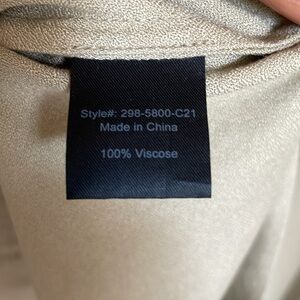 Style#: 298-5800-C21
Made in China
100% Viscose